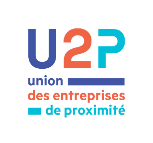 U2P
union
des entreprises
de proximité